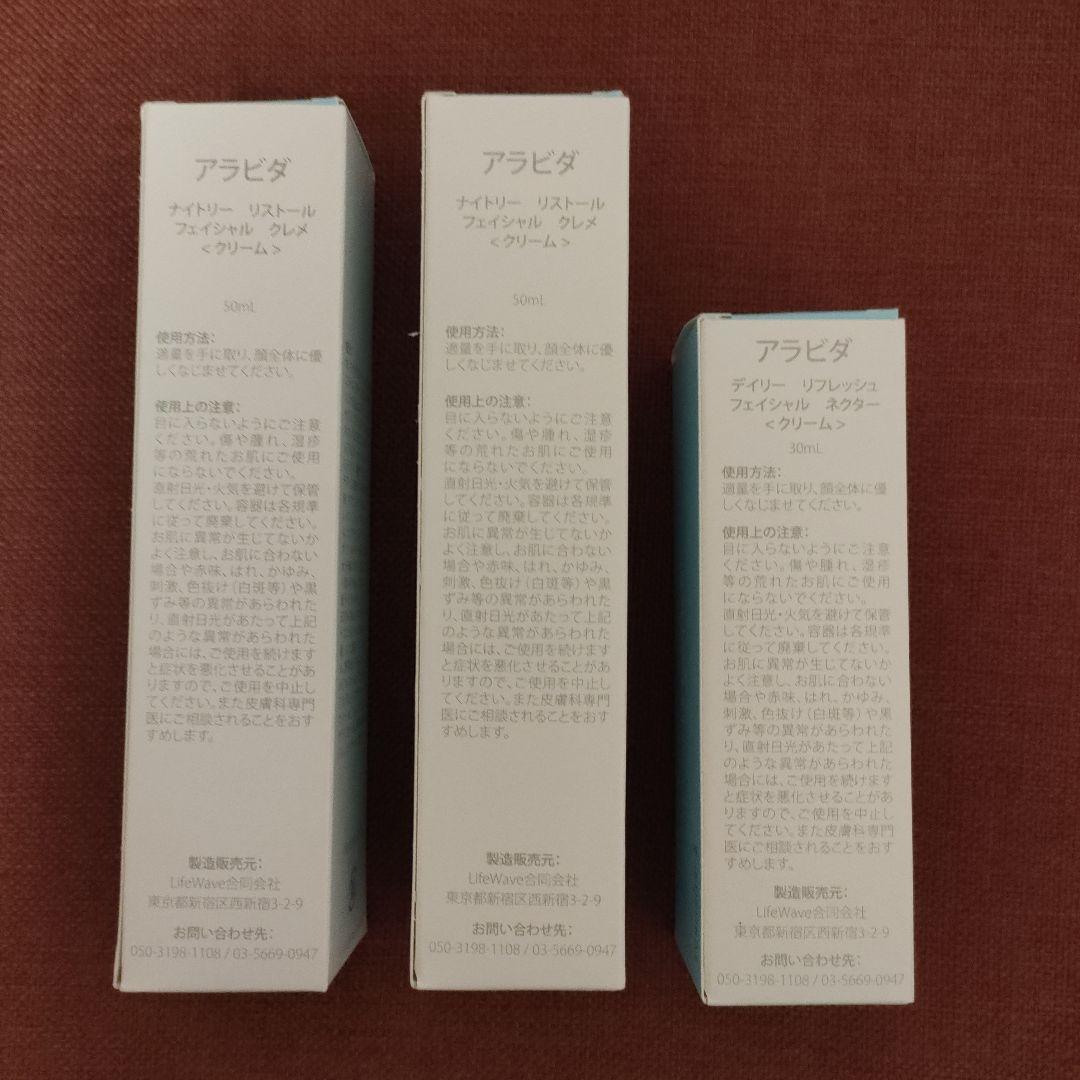 アラビダ
ナイトリー　リストール
フェイシャル　クレメ
<クリーム>
50mL
使用方法：
適量を手に取り、顔全体に優
しくなじませてください。
使用上の注意：
目に入らないようにご注意
ください。傷や腫れ、湿疹
等の荒れたお肌にご使用
にならないでください。
直射日光・火気を避けて保管
してください。容器は各規準
に従って廃棄してください。
お肌に異常が生じてないか
よく注意し、お肌に合わない
場合や赤味、はれ、かゆみ、
刺激、色抜け（白斑等）や黒
ずみ等の異常があらわれた
り、直射日光があたって上記
のような異常があらわれた
場合には、ご使用を続けます
と症状を悪化させることがあ
りますので、ご使用を中止し
てください。また皮膚科専門
医にご相談されることをおす
すめします。
製造販売元：
LifeWave合同会社
東京都新宿区西新宿3-2-9
お問い合わせ先：
050-3198-1108 / 03-5669-0947
アラビダ
ナイトリー　リストール
フェイシャル　クレメ
<クリーム>
50mL
使用方法：
適量を手に取り、顔全体に優
しくなじませてください。
使用上の注意：
目に入らないようにご注意
ください。傷や腫れ、湿疹
等の荒れたお肌にご使用
にならないでください。
直射日光・火気を避けて保管
してください。容器は各規準
に従って廃棄してください。
お肌に異常が生じてないか
よく注意し、お肌に合わない
場合や赤味、はれ、かゆみ、
刺激、色抜け（白斑等）や黒
ずみ等の異常があらわれた
り、直射日光があたって上記
のような異常があらわれた
場合には、ご使用を続けます
と症状を悪化させることがあ
りますので、ご使用を中止し
てください。また皮膚科専門
医にご相談されることをおす
すめします。
製造販売元：
LifeWave合同会社
東京都新宿区西新宿3-2-9
お問い合わせ先：
050-3198-1108 / 03-5669-0947
アラビダ
デイリー　リフレッシュ
フェイシャル　ネクター
<クリーム>
30mL
使用方法：
適量を手に取り、顔全体に優
しくなじませてください。
使用上の注意：
目に入らないようにご注意
ください。傷や腫れ、湿疹
等の荒れたお肌にご使用
にならないでください。
直射日光・火気を避けて保管
してください。容器は各規準
に従って廃棄してください。
お肌に異常が生じてないか
よく注意し、お肌に合わない
場合や赤味、はれ、かゆみ、
刺激、色抜け（白斑等）や黒
ずみ等の異常があらわれた
り、直射日光があたって上記
のような異常があらわれた
場合には、ご使用を続けます
と症状を悪化させることがあ
りますので、ご使用を中止し
てください。また皮膚科専門
医にご相談されることをおす
すめします。
製造販売元：
LifeWave合同会社
東京都新宿区西新宿3-2-9
お問い合わせ先：
050-3198-1108 / 03-5669-0947